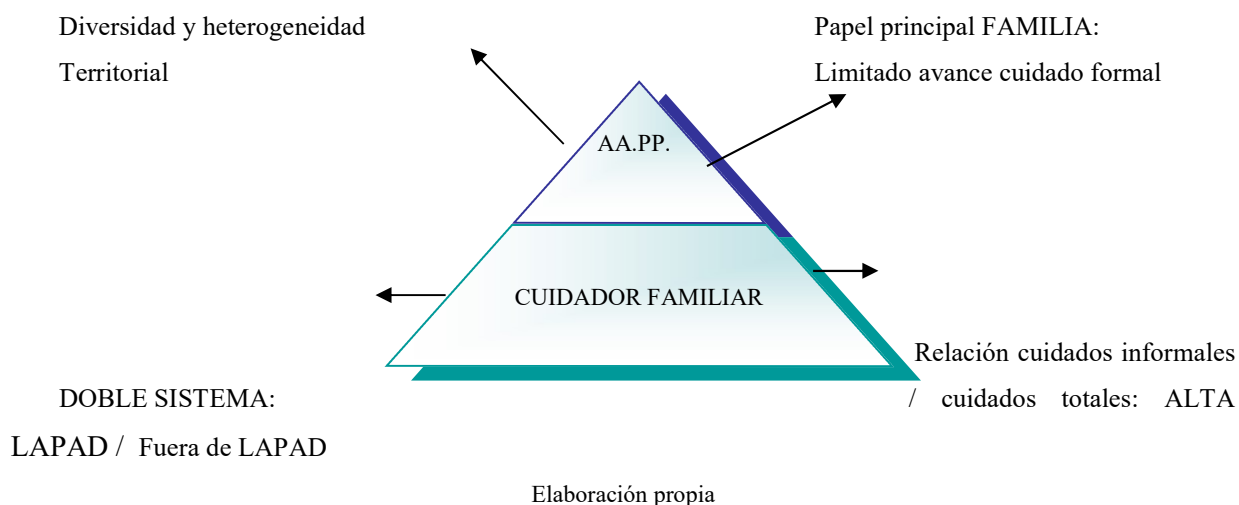 Diversidad y heterogeneidad
Territorial
Papel principal FAMILIA:
Limitado avance cuidado formal
AA.PP.
CUIDADOR FAMILIAR
DOBLE SISTEMA:
LAPAD / Fuera de LAPAD
Relación cuidados informales
/ cuidados totales: ALTA
Elaboración propia